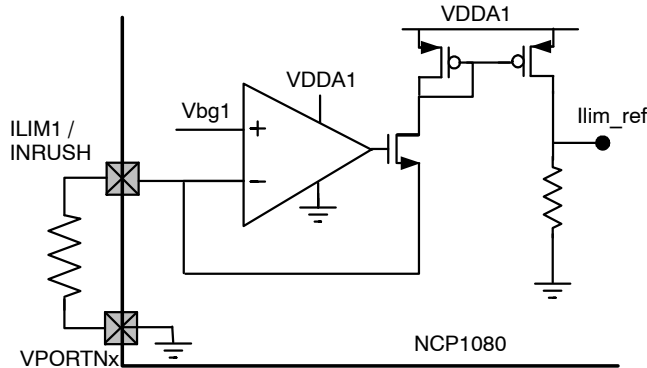 VDDA1
VDDA1
Vbg1
+
−
ILIM1 /
INRUSH
Ilim_ref
VPORTNx
NCP1080